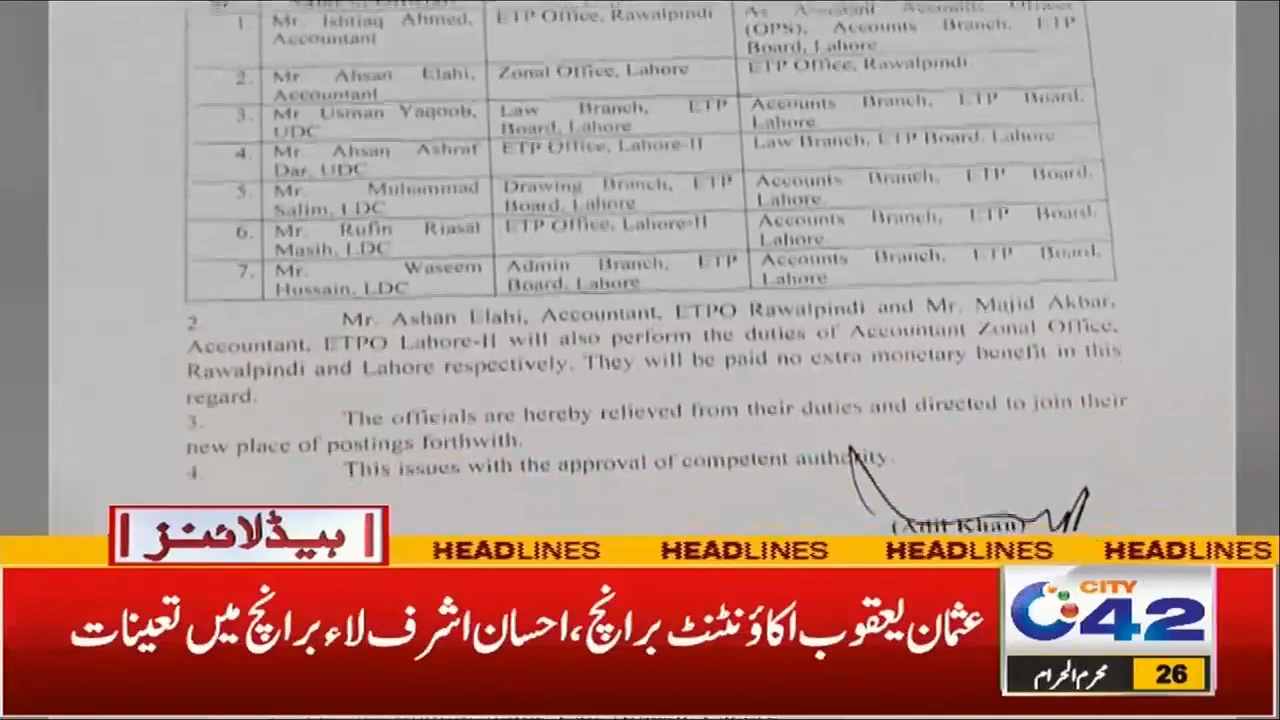 1. Mr. Ishtiaq Ahmed, Accountant ETP Office, Rawalpindi As Account Accounts Officer (OPS), Accounts Branch, ETP Board, Lahore
2. Mr Ahsan Elahi, Accountant Zonal Office, Lahore ETP Office, Rawalpindi
3. Mr Usman Yaqoob, UDC Law Branch, ETP Board, Lahore Accounts Branch, ETP Board, Lahore
4. Mr. Ahsan Ashraf Dar, UDC ETP Office, Lahore-II Law Branch, ETP Board, Lahore
5. Mr. Muhammad Salim, LDC Drawing Branch, ETP Board, Lahore Accounts Branch, ETP Board, Lahore.
6. Mr. Rufin Riasat Masih, LDC ETP Office, Lahore-II Accounts Branch, ETP Board, Lahore
7. Mr. Waseem Hussain, LDC Admin Branch, ETP Board, Lahore Accounts Branch, ETP Board, Lahore
2. Mr. Ashan Elahi, Accountant, ETPO Rawalpindi and Mr. Majid Akbar,
Accountant, ETPO Lahore-II will also perform the duties of Accountant Zonal Office,
Rawalpindi and Lahore respectively. They will be paid no extra monetary benefit in this
regard.
3. The officials are hereby relieved from their duties and directed to join their
new place of postings forthwith.
4. This issues with the approval of competent authority.
(Adil Khan)
ہیڈلائنز
HEADLINES HEADLINES HEADLINES HEADLINES
عثمان یعقوب اکاؤنٹنٹ برانچ، احسان اشرف لاء برانچ میں تعینات
CITY
42
محرم الحرام 26